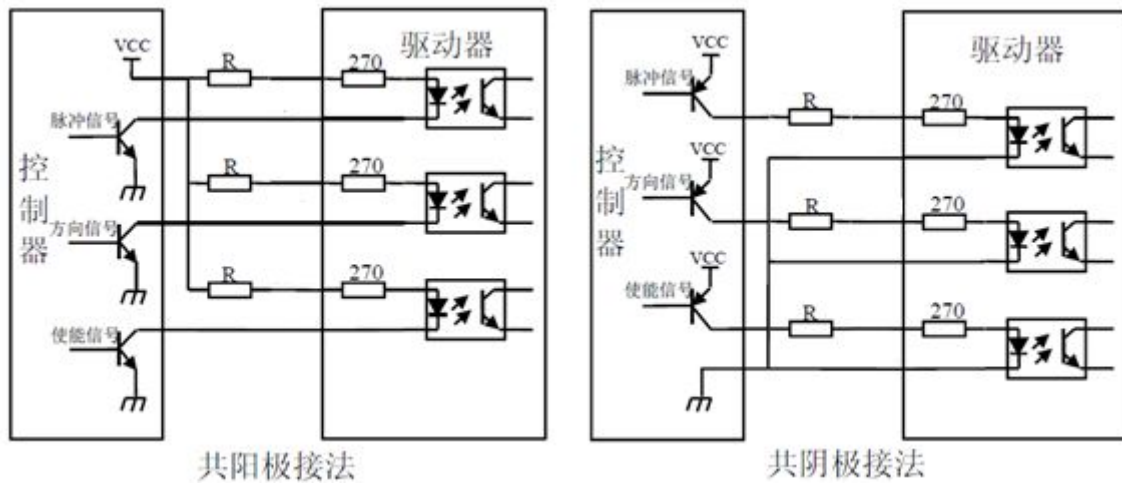 驱动器
VCC
R
270
脉冲信号
控制器
R
270
方向信号
R
270
使能信号
共阳极接法
驱动器
VCC
脉冲信号
R
270
控制器
VCC
方向信号
R
270
VCC
使能信号
R
270
共阴极接法